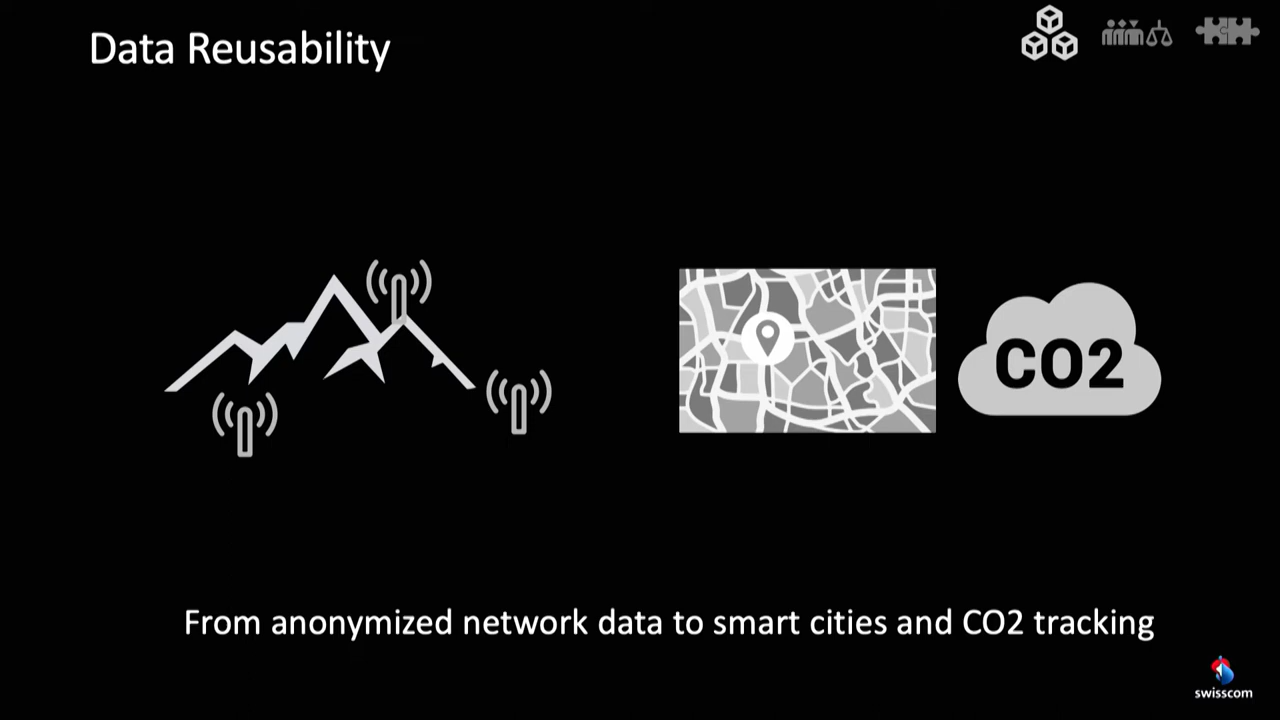 Data Reusability
CO2
From anonymized network data to smart cities and CO2 tracking
swisscom